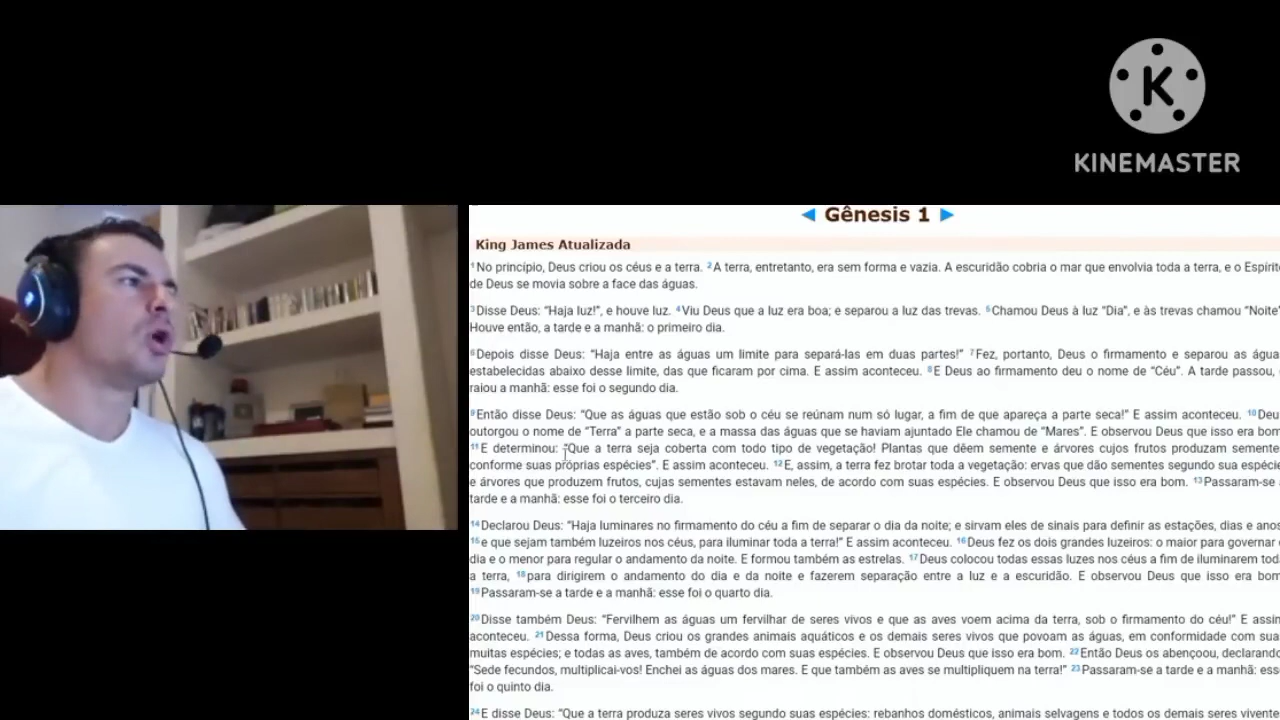 K
KINEMASTER
◄ Gênesis 1 ►
King James Atualizada
1No princípio, Deus criou os céus e a terra. 2A terra, entretanto, era sem forma e vazia. A escuridão cobria o mar que envolvia toda a terra, e o Espírit
de Deus se movia sobre a face das águas.
3Disse Deus: “Haja luz!”, e houve luz. 4Viu Deus que a luz era boa; e separou a luz das trevas. 5Chamou Deus à luz “Dia”, e às trevas chamou “Noite”
Houve então, a tarde e a manhã: o primeiro dia.
6Depois disse Deus: “Haja entre as águas um limite para separá-las em duas partes!” 7Fez, portanto, Deus o firmamento e separou as água
estabelecidas abaixo desse limite, das que ficaram por cima. E assim aconteceu. 8E Deus ao firmamento deu o nome de “Céu”. A tarde passou,
raiou a manhã: esse foi o segundo dia.
9Então disse Deus: “Que as águas que estão sob o céu se reúnam num só lugar, a fim de que apareça a parte seca!” E assim aconteceu. 10Deu
outorgou o nome de “Terra” a parte seca, e a massa das águas que se haviam ajuntado Ele chamou de “Mares”. E observou Deus que isso era bom
11E determinou: “Que a terra seja coberta com todo tipo de vegetação! Plantas que dêem semente e árvores cujos frutos produzam semente
conforme suas próprias espécies”. E assim aconteceu. 12E, assim, a terra fez brotar toda a vegetação: ervas que dão sementes segundo sua espécie
e árvores que produzem frutos, cujas sementes estavam neles, de acordo com suas espécies. E observou Deus que isso era bom. 13Passaram-se a
tarde e a manhã: esse foi o terceiro dia.
14Declarou Deus: “Haja luminares no firmamento do céu a fim de separar o dia da noite; e sirvam eles de sinais para definir as estações, dias e anos
15e que sejam também luzeiros nos céus, para iluminar toda a terra!” E assim aconteceu. 16Deus fez os dois grandes luzeiros: o maior para governar
dia e o menor para regular o andamento da noite. E formou também as estrelas. 17Deus colocou todas essas luzes nos céus a fim de iluminarem tod
a terra, 18para dirigirem o andamento do dia e da noite e fazerem separação entre a luz e a escuridão. E observou Deus que isso era bom
19Passaram-se a tarde e a manhã: esse foi o quarto dia.
20Disse também Deus: “Fervilhem as águas um fervilhar de seres vivos e que as aves voem acima da terra, sob o firmamento do céu!” E assim
aconteceu. 21Dessa forma, Deus criou os grandes animais aquáticos e os demais seres vivos que povoam as águas, em conformidade com sua
muitas espécies; e todas as aves, também de acordo com suas espécies. E observou Deus que isso era bom. 22Então Deus os abençoou, declarando
“Sede fecundos, multiplicai-vos! Enchei as águas dos mares. E que também as aves se multipliquem na terra!” 23Passaram-se a tarde e a manhã: ess
foi o quinto dia.
24E disse Deus: “Que a terra produza seres vivos segundo suas espécies: rebanhos domésticos, animais selvagens e todos os demais seres vivente